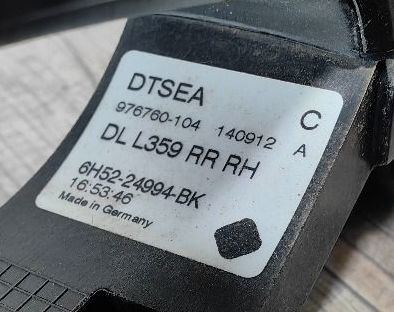 DTSEA C
976760-104 140912 A
DL L359 RR RH
6H52-24994-BK
16:53:46
Made in Germany